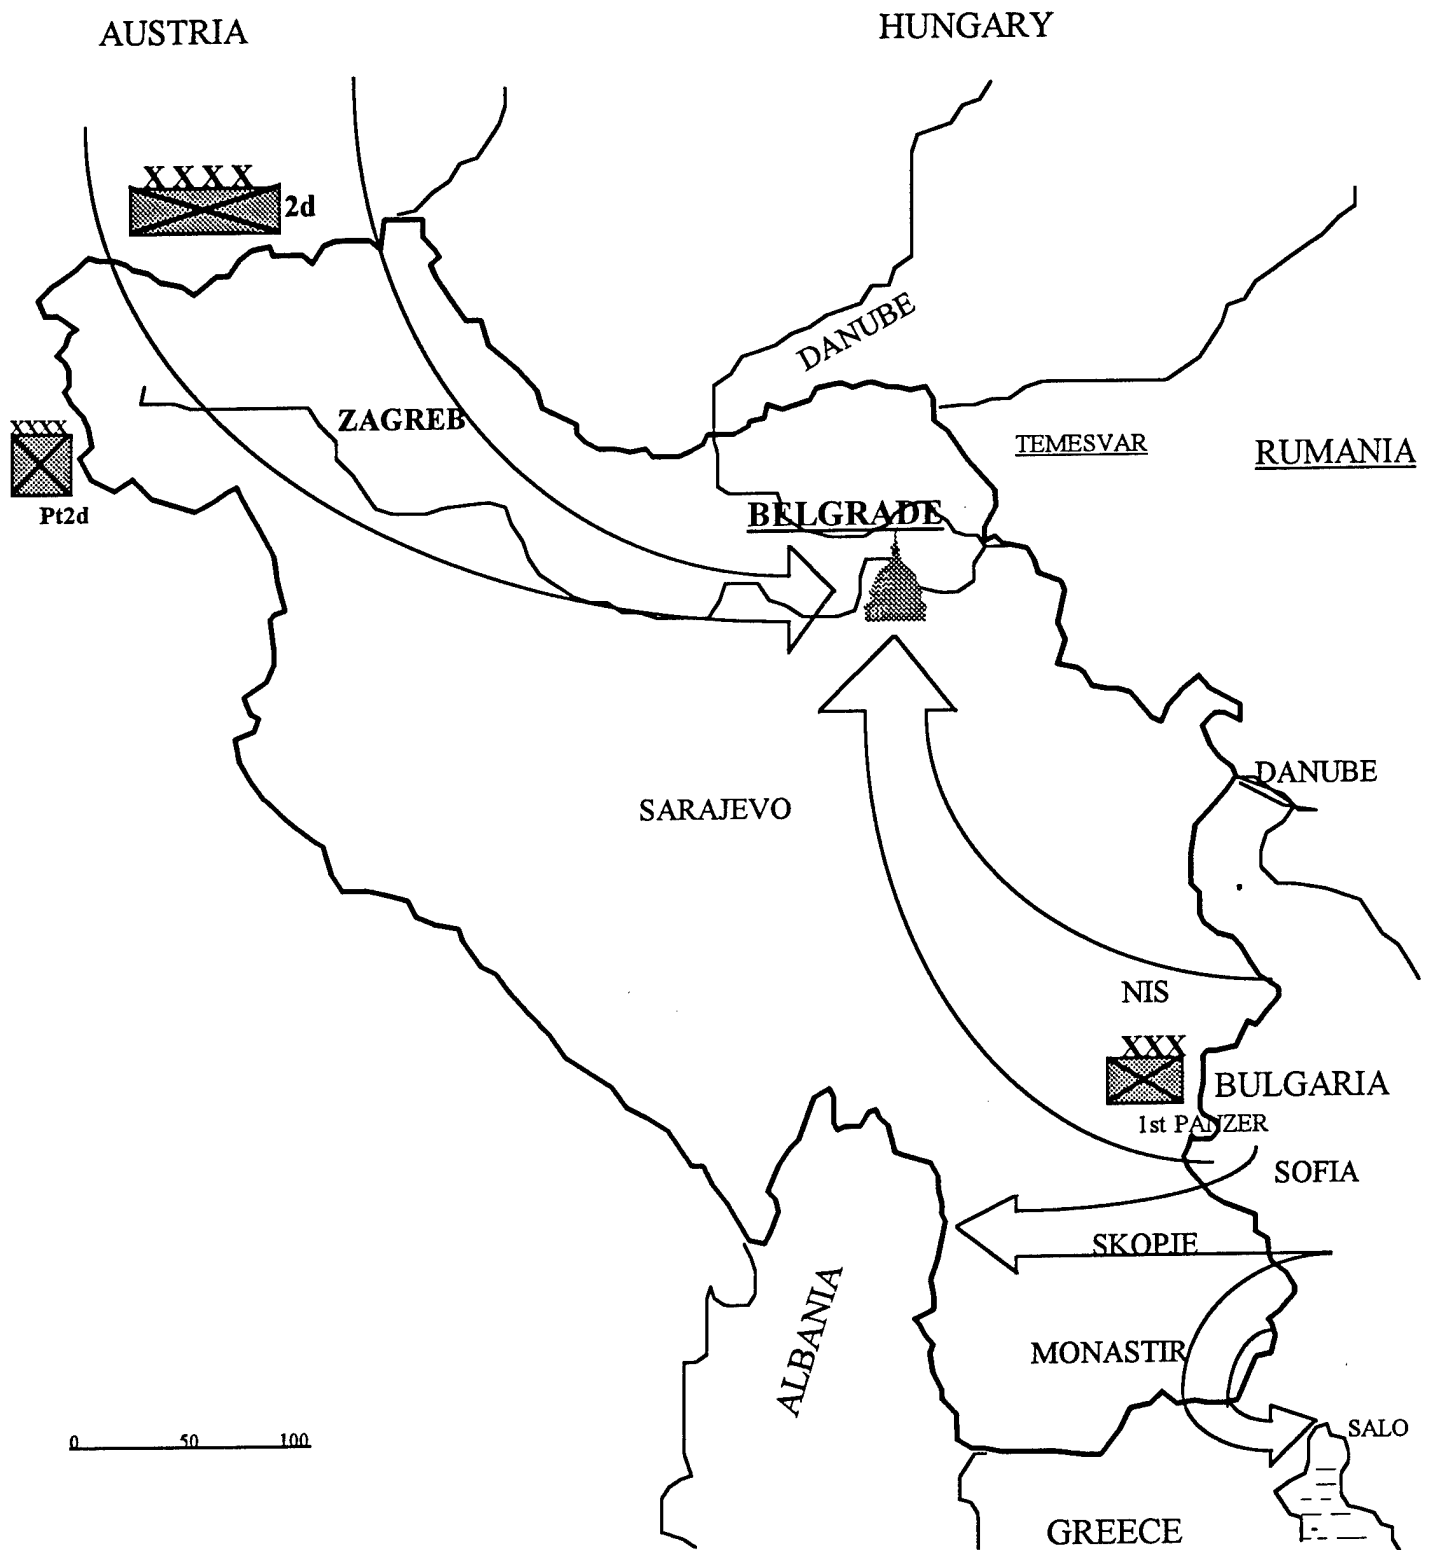 AUSTRIA
HUNGARY
XXXX
2d
DANUBE
ZAGREB
XXXX
TEMESVAR
RUMANIA
Pt2d
BELGRADE
DANUBE
SARAJEVO
NIS
XXX
BULGARIA
1st PANZER
SOFIA
SKOPJE
ALBANIA
MONASTIR
SALO
0 50 100
GREECE